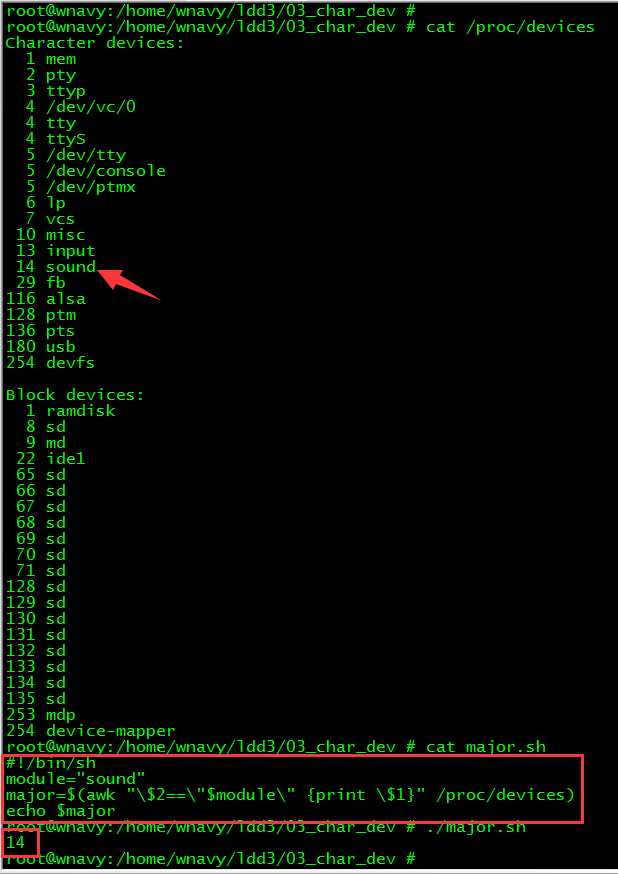 root@wnavy:/home/wnavy/ldd3/03_char_dev #
root@wnavy:/home/wnavy/ldd3/03_char_dev # cat /proc/devices
Character devices:
  1 mem
  2 pty
  3 ttyp
  4 /dev/vc/0
  4 tty
  4 ttyS
  5 /dev/tty
  5 /dev/console
  5 /dev/ptmx
  6 lp
  7 vcs
 10 misc
 13 input
 14 sound
 29 fb
116 alsa
128 ptm
136 pts
180 usb
254 devfs

Block devices:
  1 ramdisk
  8 sd
  9 md
 22 ide1
 65 sd
 66 sd
 67 sd
 68 sd
 69 sd
 70 sd
 71 sd
128 sd
129 sd
130 sd
131 sd
132 sd
133 sd
134 sd
135 sd
253 mdp
254 device-mapper
root@wnavy:/home/wnavy/ldd3/03_char_dev # cat major.sh
#!/bin/sh
module="sound"
major=$(awk "\$2==\"$module\" {print \$1}" /proc/devices)
echo $major
root@wnavy:/home/wnavy/ldd3/03_char_dev # ./major.sh
14
root@wnavy:/home/wnavy/ldd3/03_char_dev #